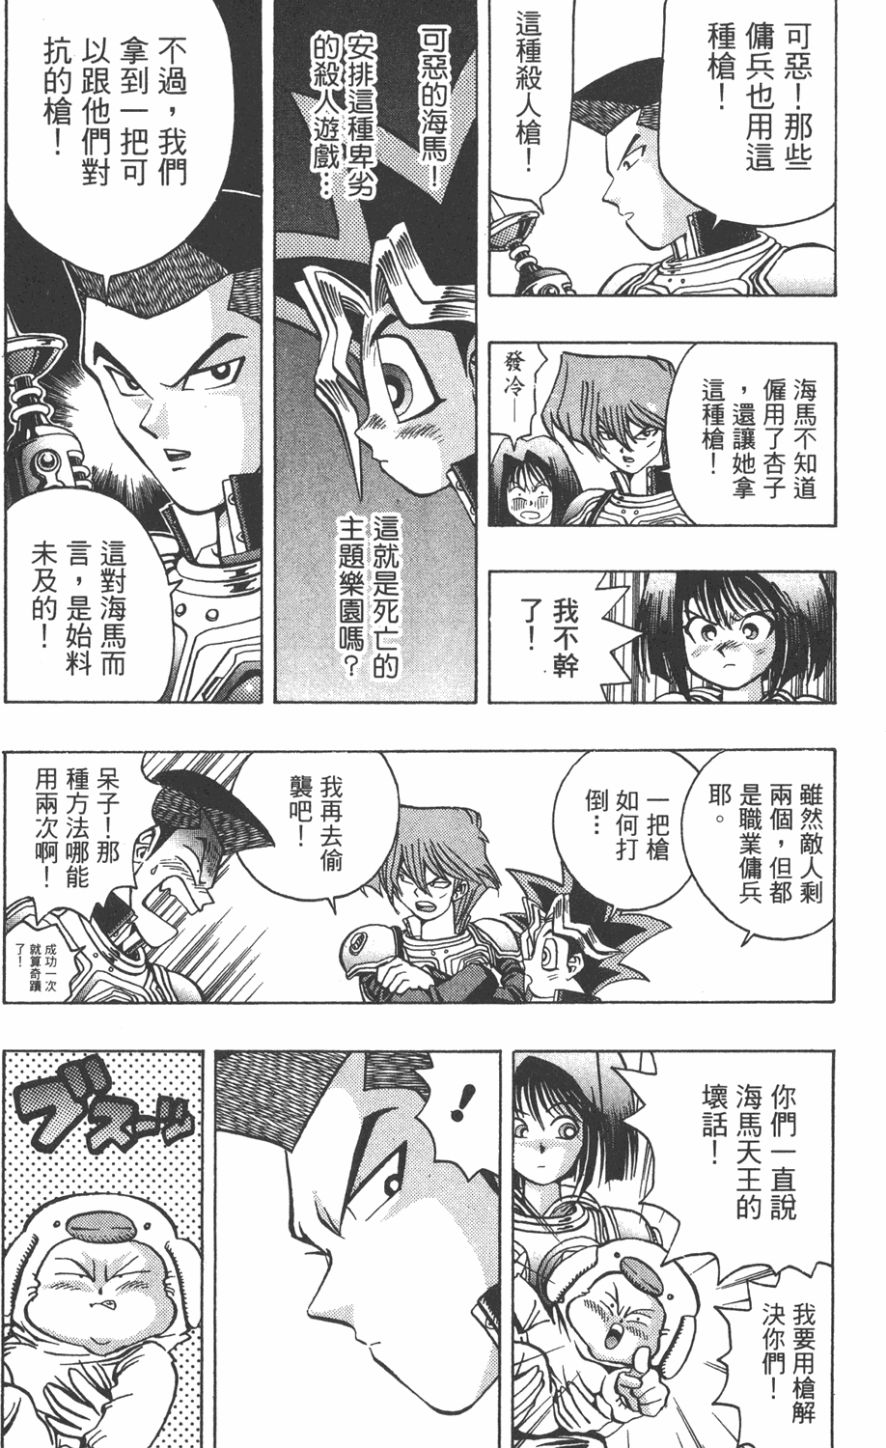 可惡！那些
傭兵也用這
種槍！
這種殺人槍！
可惡的海馬！
安排這種卑劣
的殺人遊戲…
這就是死亡的
主題樂園嗎？
不過，我們
拿到一把可
以跟他們對
抗的槍！
這對海馬而
言，是始料
未及的！
海馬不知道
僱用了杏子
，還讓她拿
這種槍！
發冷—
我不幹
了！
雖然敵人剩
兩個，但都
是職業傭兵
耶。
一把槍
如何打
倒…
我再去偷
襲吧！
呆子！那
種方法哪能
用兩次啊！
成功一次
就算奇蹟
了！
你們一直說
海馬天王的
壞話！
我要用槍解
決你們！
！
ブスーッ